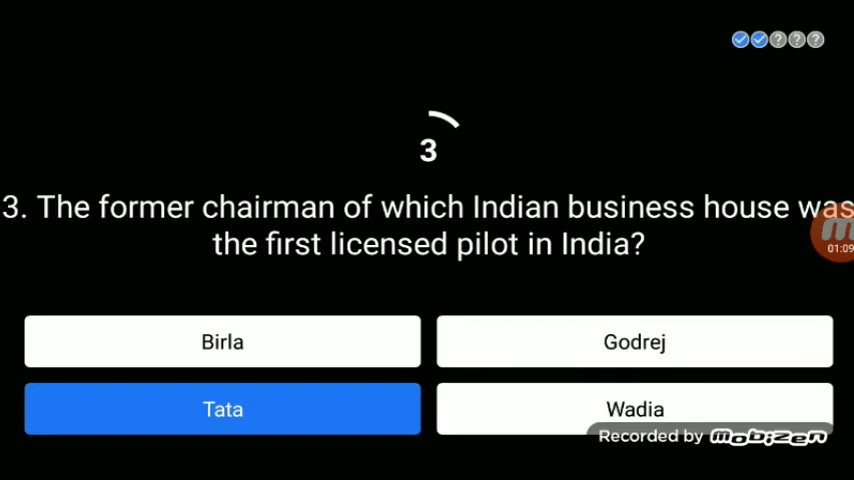 3
3. The former chairman of which Indian business house was
the first licensed pilot in India?
01:09
Birla
Godrej
Tata
Wadia
Recorded by mobizen